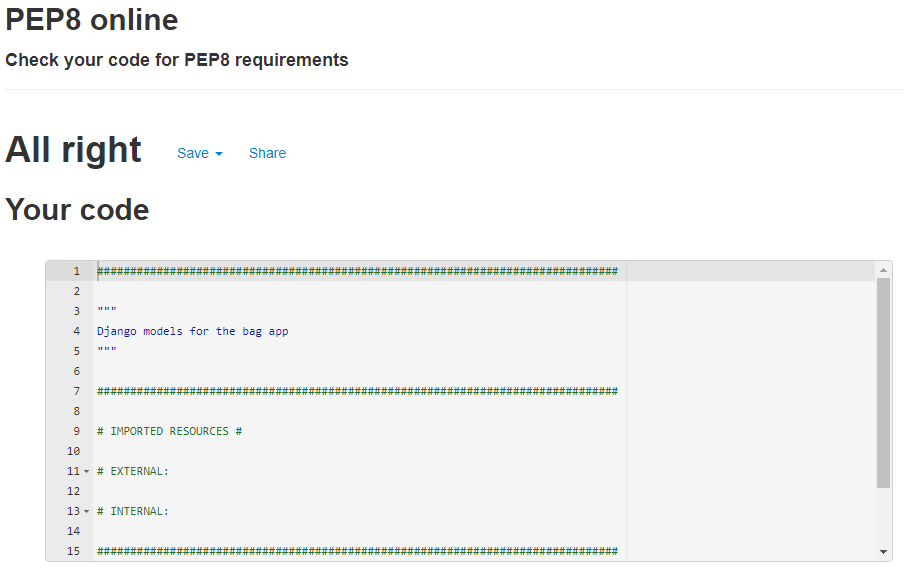 PEP8 online
Check your code for PEP8 requirements
All right Save Share
Your code
1 ###############################################################################
2
3 """
4 Django models for the bag app
5 """
6
7 ###############################################################################
8
9 # IMPORTED RESOURCES #
10
11 # EXTERNAL:
12
13 # INTERNAL:
14
15 ###############################################################################